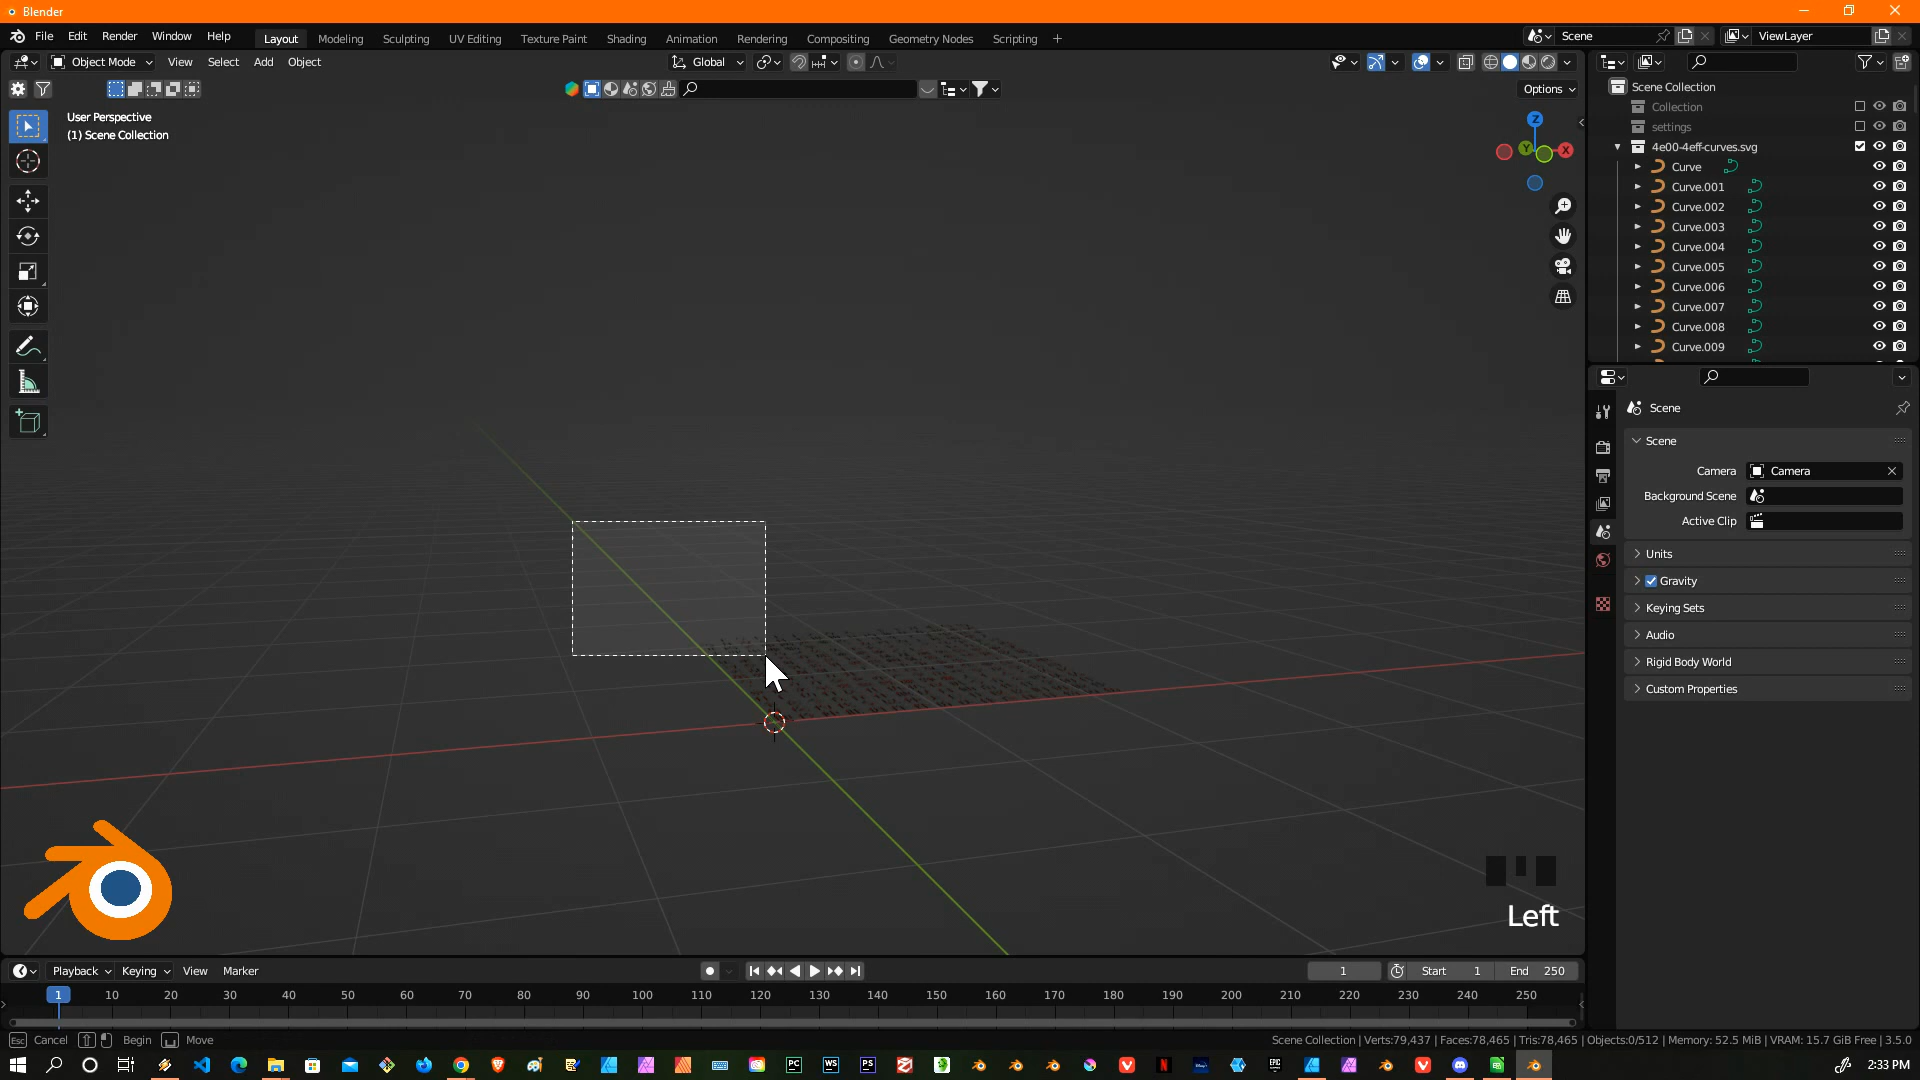 Blender
File Edit Render Window Help
Layout Modeling Sculpting UV Editing Texture Paint Shading Animation Rendering Compositing Geometry Nodes Scripting +
Scene
ViewLayer
Object Mode View Select Add Object
Global
Options
User Perspective
(1) Scene Collection
Z
Y
X
Scene Collection
Collection
settings
4e00-4eff-curves.svg
Curve
Curve.001
Curve.002
Curve.003
Curve.004
Curve.005
Curve.006
Curve.007
Curve.008
Curve.009
Scene
Scene
Camera Camera
Background Scene
Active Clip
Units
Gravity
Keying Sets
Audio
Rigid Body World
Custom Properties
Left
Playback Keying View Marker
1 Start 1 End 250
1 10 20 30 40 50 60 70 80 90 100 110 120 130 140 150 160 170 180 190 200 210 220 230 240 250
Esc Cancel Begin Move
Scene Collection | Verts:79,437 | Faces:78,465 | Tris:78,465 | Objects:0/512 | Memory: 52.5 MiB | VRAM: 15.7 GiB Free | 3.5.0
PC WS PS
EPIC
2:33 PM